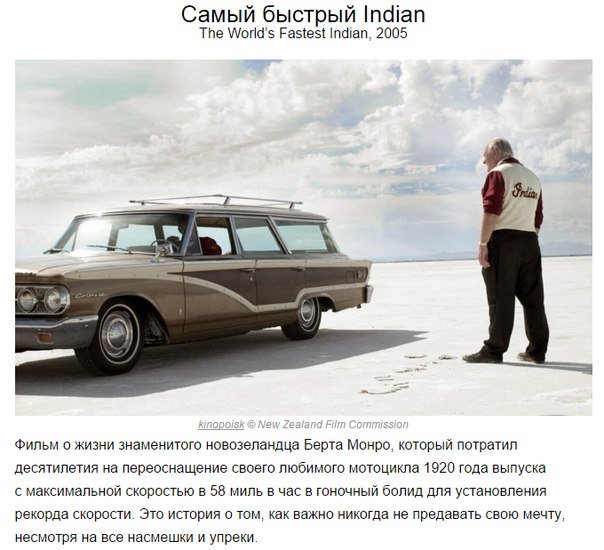 Самый быстрый Indian
The World's Fastest Indian, 2005
Indian
kinopoisk © New Zealand Film Commission
Фильм о жизни знаменитого новозеландца Берта Монро, который потратил
десятилетия на переоснащение своего любимого мотоцикла 1920 года выпуска
с максимальной скоростью в 58 миль в час в гоночный болид для установления
рекорда скорости. Это история о том, как важно никогда не предавать свою мечту,
несмотря на все насмешки и упреки.